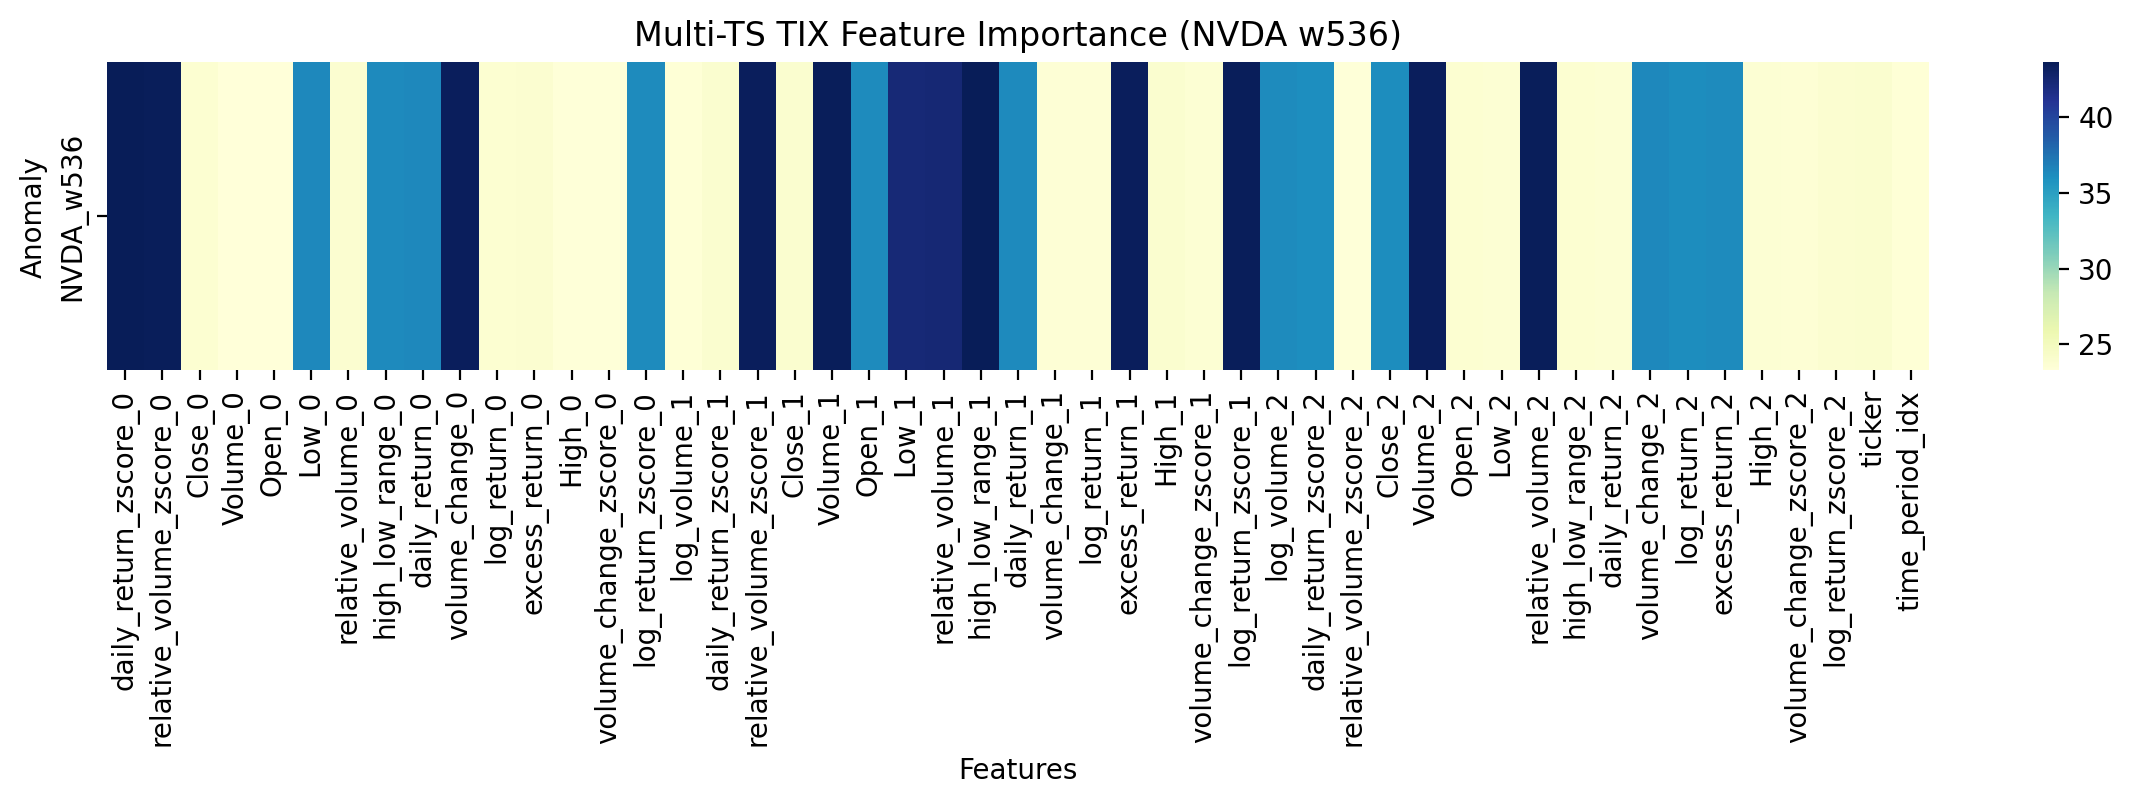 Multi-TS TIX Feature Importance (NVDA w536)
Anomaly
NVDA_w536
40
35
30
25
daily_return_zscore_0
relative_volume_zscore_0
Close_0
Volume_0
Open_0
Low_0
relative_volume_0
high_low_range_0
daily_return_0
volume_change_0
log_return_0
excess_return_0
High_0
volume_change_zscore_0
log_return_zscore_0
log_volume_1
daily_return_zscore_1
relative_volume_zscore_1
Close_1
Volume_1
Open_1
Low_1
relative_volume_1
high_low_range_1
daily_return_1
volume_change_1
log_return_1
excess_return_1
High_1
volume_change_zscore_1
log_return_zscore_1
log_volume_2
daily_return_zscore_2
relative_volume_zscore_2
Close_2
Volume_2
Open_2
Low_2
relative_volume_2
high_low_range_2
daily_return_2
volume_change_2
log_return_2
excess_return_2
High_2
volume_change_zscore_2
log_return_zscore_2
ticker
time_period_idx
Features